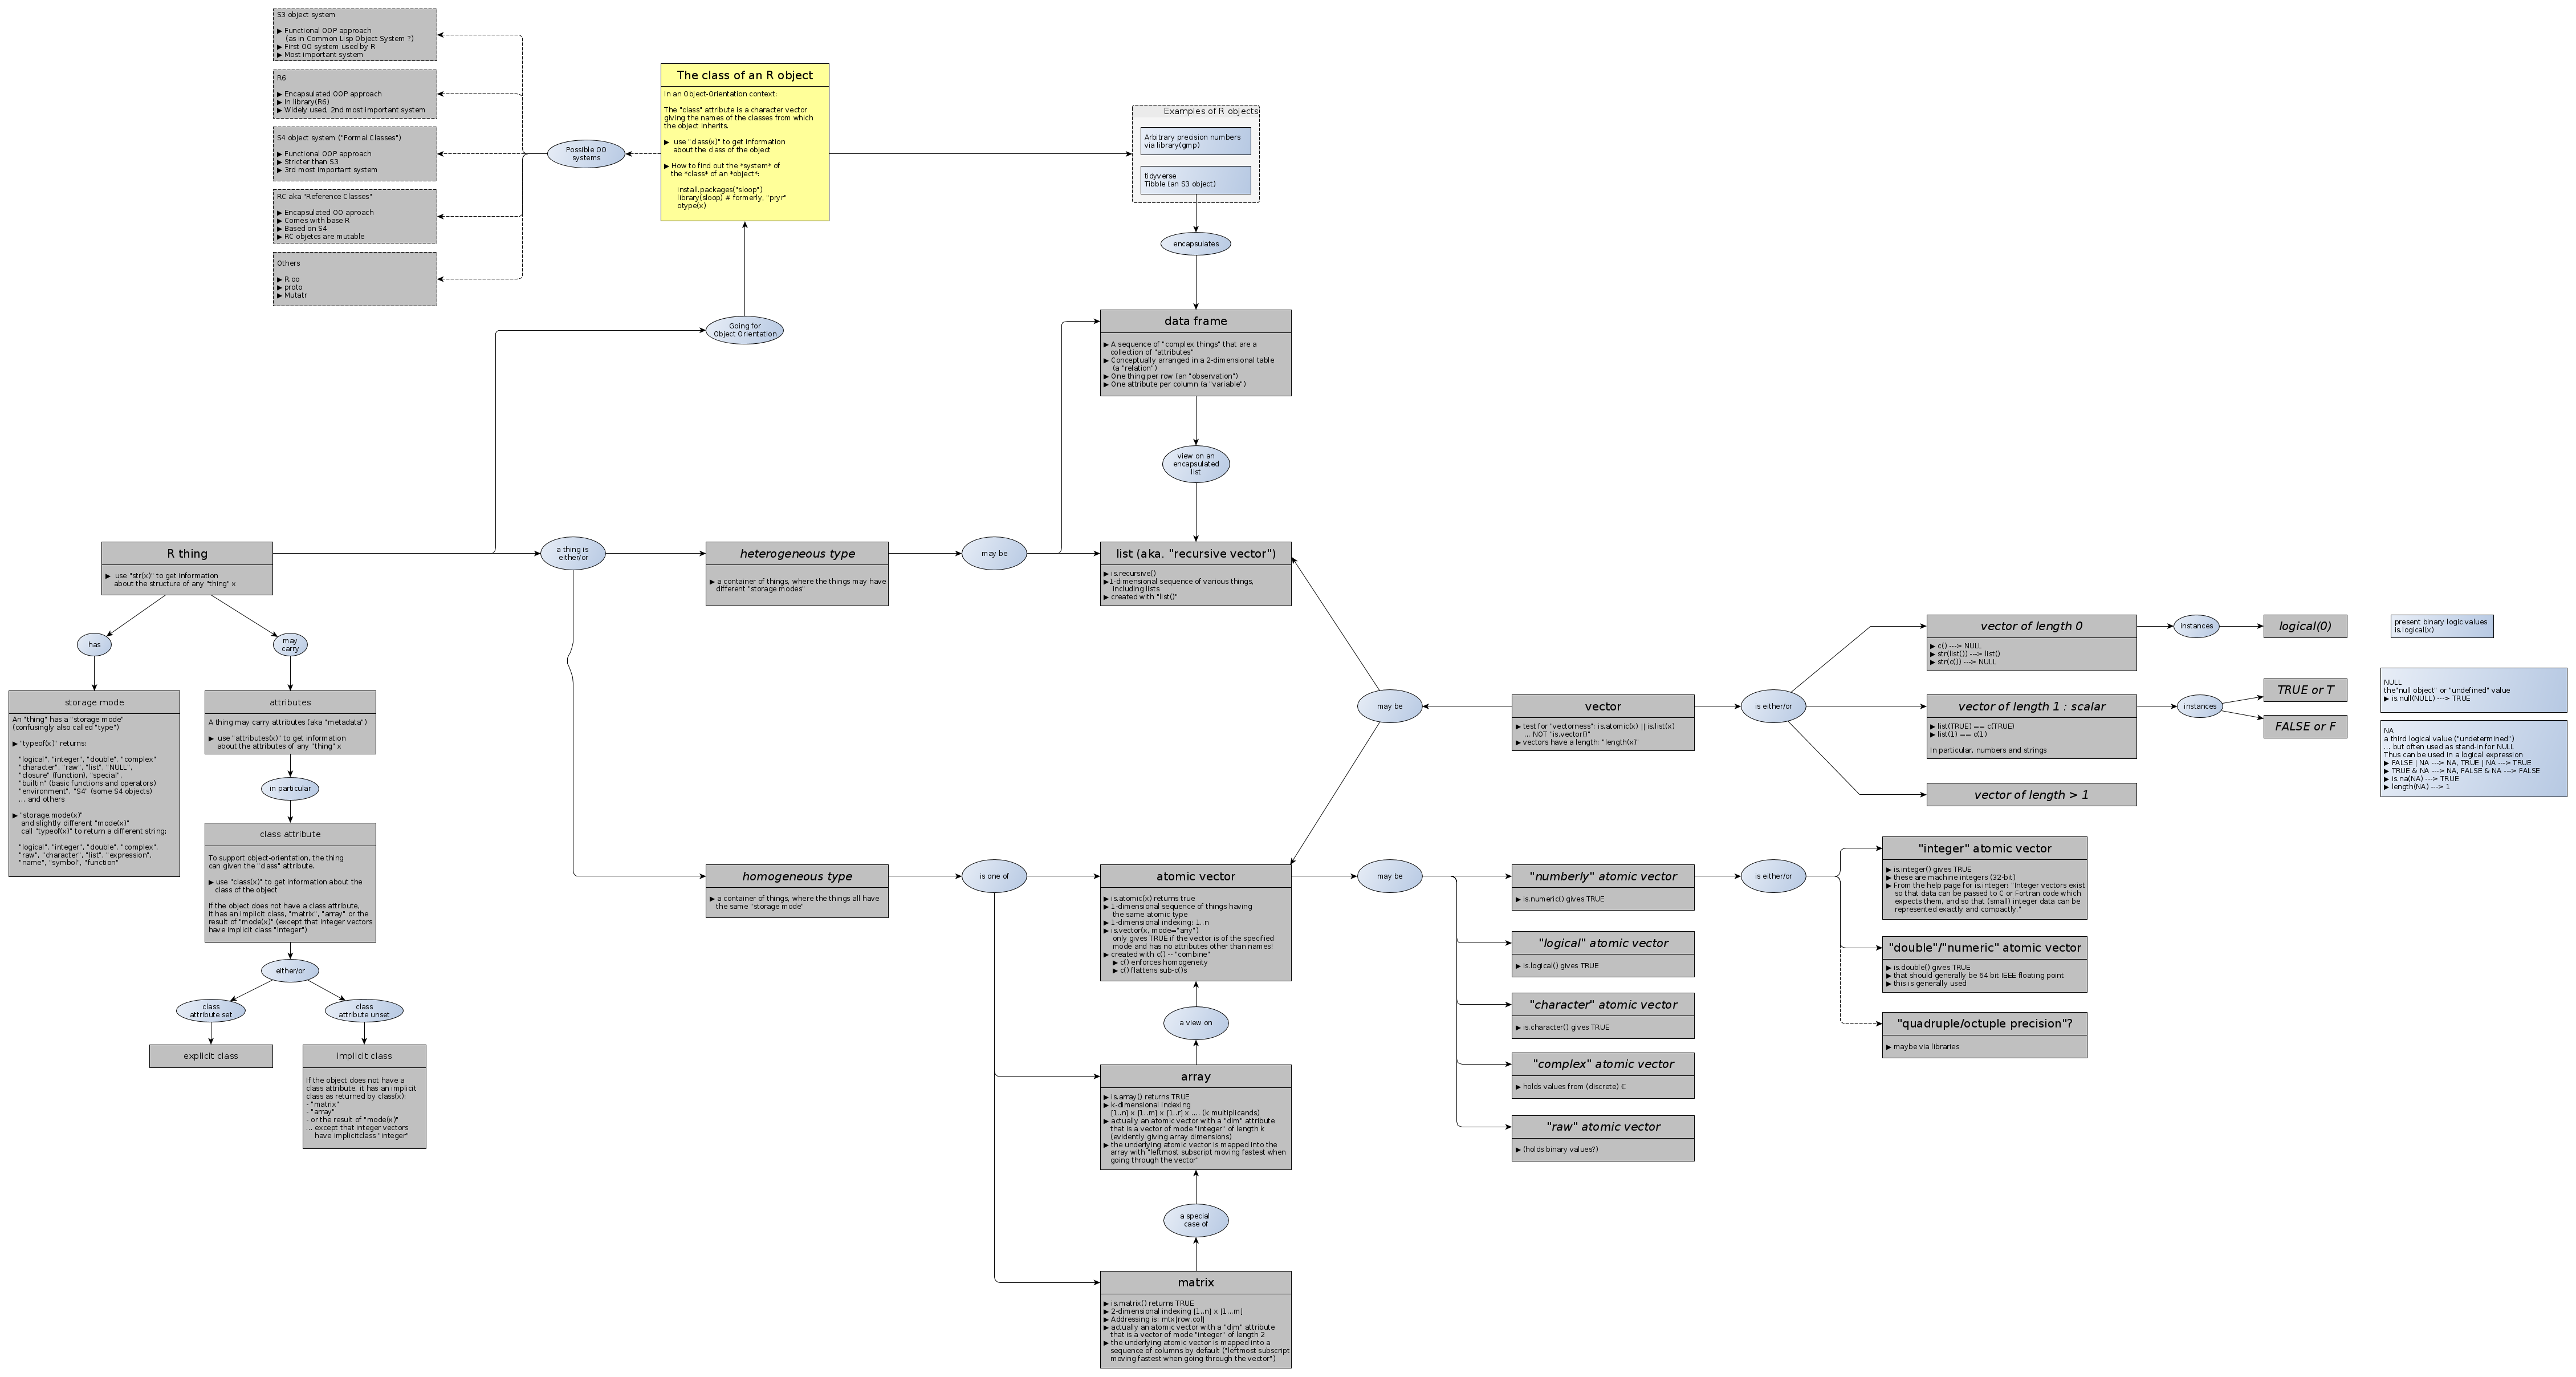 S3 object system
▶ Functional OOP approach
(as in Common Lisp Object System ?)
▶ First OO system used by R
▶ Most important system
R6
▶ Encapsulated OOP approach
▶ In library(R6)
▶ Widely used, 2nd most important system
S4 object system ("Formal Classes")
▶ Functional OOP approach
▶ Stricter than S3
▶ 3rd most important system
RC aka "Reference Classes"
▶ Encapsulated OO aproach
▶ Comes with base R
▶ Based on S4
▶ RC objetcs are mutable
Others
▶ R.oo
▶ proto
▶ Mutatr
Possible OO
systems
The class of an R object
In an Object-Orientation context:
The "class" attribute is a character vector
giving the names of the classes from which
the object inherits.
▶ use "class(x)" to get information
about the class of the object
▶ How to find out the *system* of
the *class* of an *object*:
install.packages("sloop")
library(sloop) # formerly, "pryr"
otype(x)
Going for
Object Orientation
Examples of R objects
Arbitrary precision numbers
via library(gmp)
tidyverse
Tibble (an S3 object)
encapsulates
data frame
▶ A sequence of "complex things" that are a
collection of "attributes"
▶ Conceptually arranged in a 2-dimensional table
(a "relation")
▶ One thing per row (an "observation")
▶ One attribute per column (a "variable")
view on an
encapsulated
list
R thing
▶ use "str(x)" to get information
about the structure of any "thing" x
a thing is
either/or
heterogeneous type
▶ a container of things, where the things may have
different "storage modes"
may be
list (aka. "recursive vector")
▶ is.recursive()
▶1-dimensional sequence of various things,
including lists
▶ created with "list()"
has
may
carry
storage mode
An "thing" has a "storage mode"
(confusingly also called "type")
▶ "typeof(x)" returns:
"logical", "integer", "double", "complex"
"character", "raw", "list", "NULL",
"closure" (function), "special",
"builtin" (basic functions and operators)
"environment", "S4" (some S4 objects)
... and others
▶ "storage.mode(x)"
and slightly different "mode(x)"
call "typeof(x)" to return a different string;
"logical", "integer", "double", "complex",
"raw", "character", "list", "expression",
"name", "symbol", "function"
attributes
A thing may carry attributes (aka "metadata")
▶ use "attributes(x)" to get information
about the attributes of any "thing" x
in particular
class attribute
To support object-orientation, the thing
can given the "class" attribute.
▶ use "class(x)" to get information about the
class of the object
If the object does not have a class attribute,
it has an implicit class, "matrix", "array" or the
result of "mode(x)" (except that integer vectors
have implicit class "integer")
either/or
class
attribute set
class
attribute unset
explicit class
implicit class
If the object does not have a
class attribute, it has an implicit
class as returned by class(x):
- "matrix"
- "array"
- or the result of "mode(x)"
... except that integer vectors
have implicitclass "integer"
homogeneous type
▶ a container of things, where the things all have
the same "storage mode"
is one of
atomic vector
▶ is.atomic(x) returns true
▶ 1-dimensional sequence of things having
the same atomic type
▶ 1-dimensional indexing: 1..n
▶ is.vector(x, mode="any")
only gives TRUE if the vector is of the specified
mode and has no attributes other than names!
▶ created with c() -- "combine"
▶ c() enforces homogeneity
▶ c() flattens sub-c()s
a view on
array
▶ is.array() returns TRUE
▶ k-dimensional indexing
[1..n] x [1..m] x [1..r] x .... (k multiplicands)
▶ actually an atomic vector with a "dim" attribute
that is a vector of mode "integer" of length k
(evidently giving array dimensions)
▶ the underlying atomic vector is mapped into the
array with "leftmost subscript moving fastest when
going through the vector"
a special
case of
matrix
▶ is.matrix() returns TRUE
▶ 2-dimensional indexing [1..n] x [1...m]
▶ Addressing is: mtx[row,col]
▶ actually an atomic vector with a "dim" attribute
that is a vector of mode "integer" of length 2
▶ the underlying atomic vector is mapped into a
sequence of columns by default ("leftmost subscript
moving fastest when going through the vector")
may be
vector
▶ test for "vectorness": is.atomic(x) || is.list(x)
... NOT "is.vector()"
▶ vectors have a length: "length(x)"
is either/or
vector of length 0
▶ c() ---> NULL
▶ str(list()) ---> list()
▶ str(c()) ---> NULL
instances
logical(0)
vector of length 1 : scalar
▶ list(TRUE) == c(TRUE)
▶ list(1) == c(1)
In particular, numbers and strings
instances
TRUE or T
FALSE or F
vector of length > 1
present binary logic values
is.logical(x)
NULL
the"null object" or "undefined" value
▶ is.null(NULL) ---> TRUE
NA
a third logical value ("undetermined")
... but often used as stand-in for NULL
Thus can be used in a logical expression
▶ FALSE | NA ---> NA, TRUE | NA ---> TRUE
▶ TRUE & NA ---> NA, FALSE & NA ---> FALSE
▶ is.na(NA) ---> TRUE
▶ length(NA) ---> 1
may be
"numberly" atomic vector
▶ is.numeric() gives TRUE
"logical" atomic vector
▶ is.logical() gives TRUE
"character" atomic vector
▶ is.character() gives TRUE
"complex" atomic vector
▶ holds values from (discrete) ℂ
"raw" atomic vector
▶ (holds binary values?)
is either/or
"integer" atomic vector
▶ is.integer() gives TRUE
▶ these are machine integers (32-bit)
▶ From the help page for is.integer: "Integer vectors exist
so that data can be passed to C or Fortran code which
expects them, and so that (small) integer data can be
represented exactly and compactly."
"double"/"numeric" atomic vector
▶ is.double() gives TRUE
▶ that should generally be 64 bit IEEE floating point
▶ this is generally used
"quadruple/octuple precision"?
▶ maybe via libraries